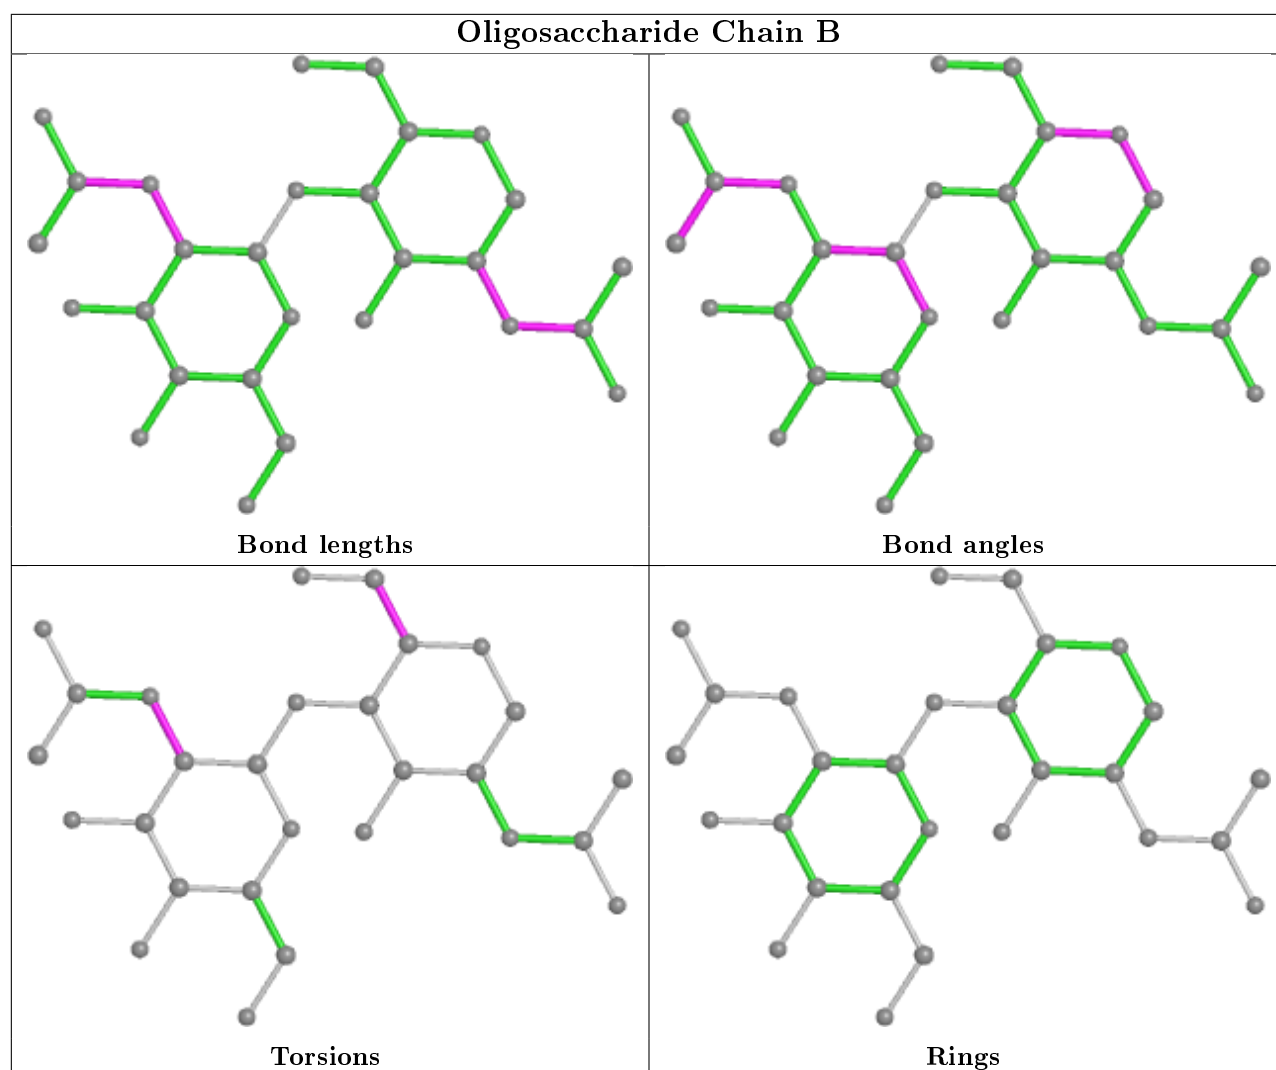 Oligosaccharide Chain B
Bond lengths
Bond angles
Torsions
Rings